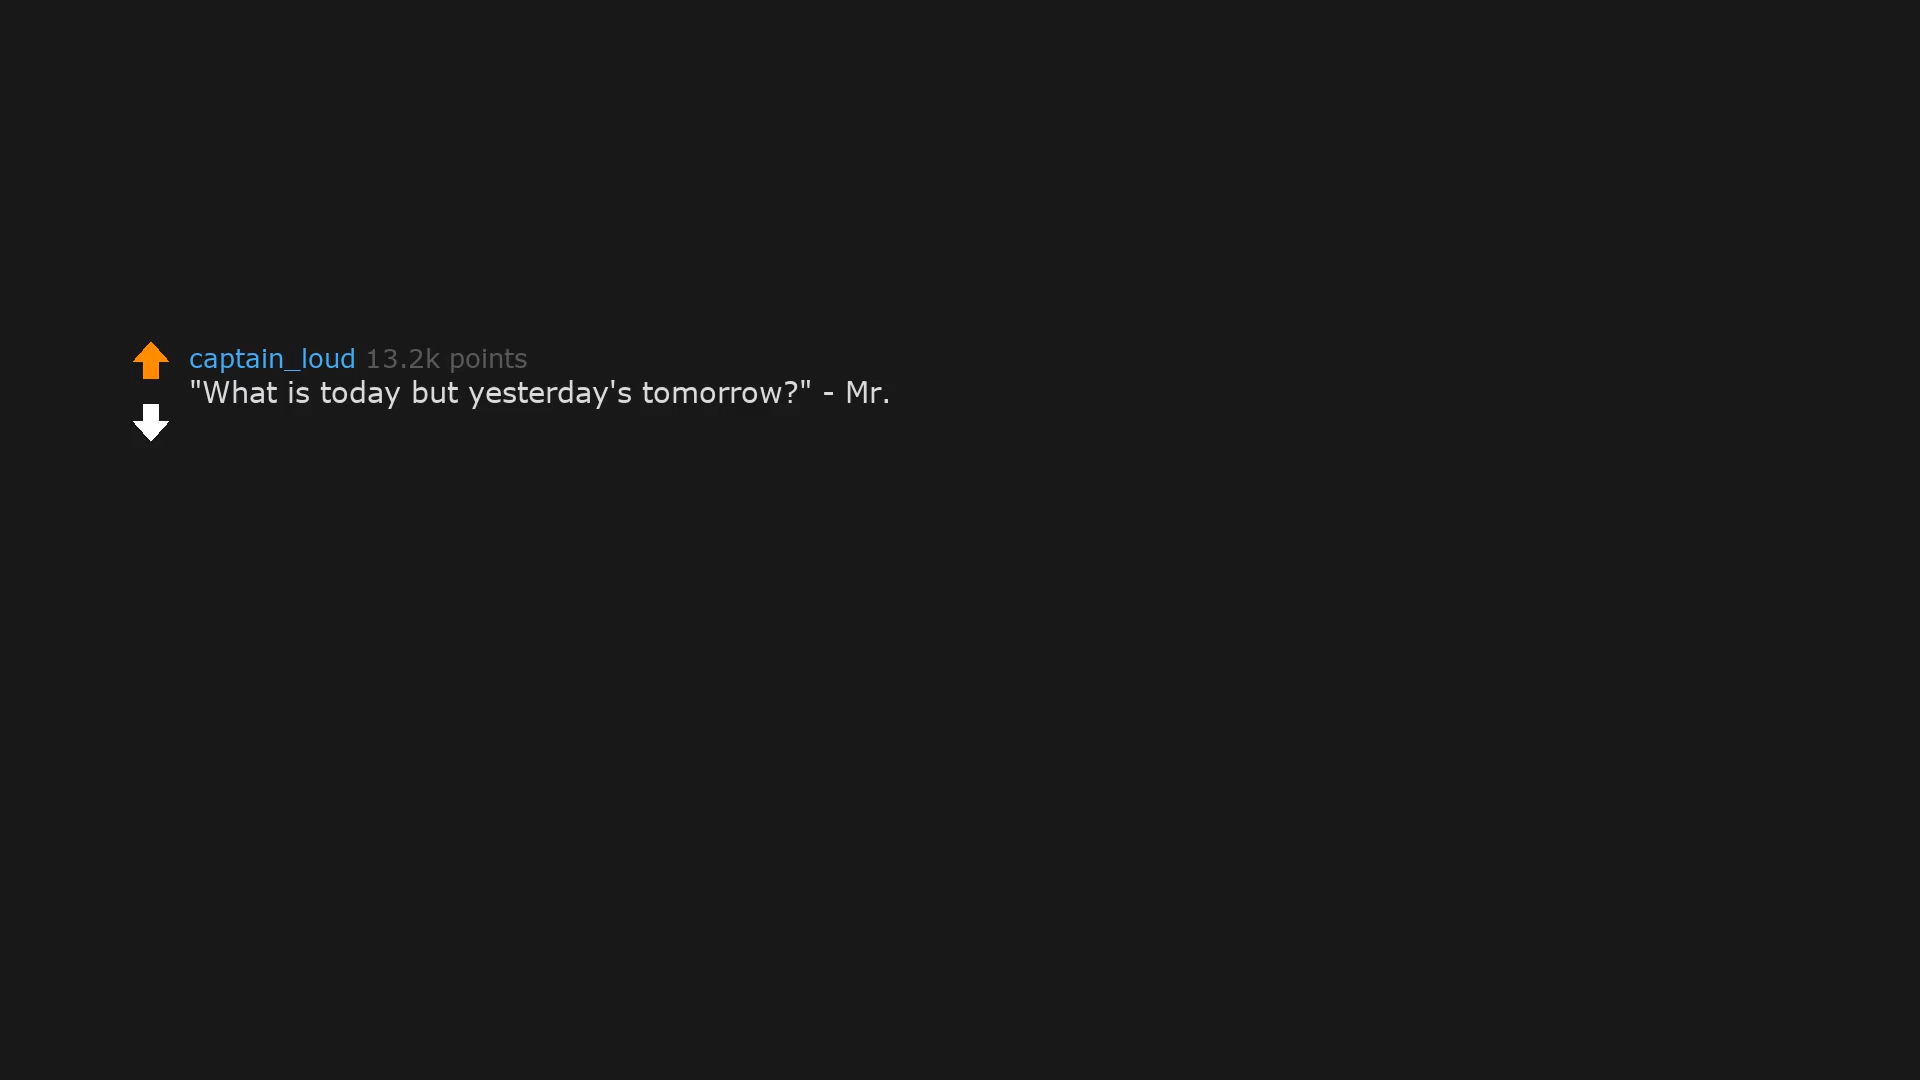 captain_loud 13.2k points
"What is today but yesterday's tomorrow?" - Mr.